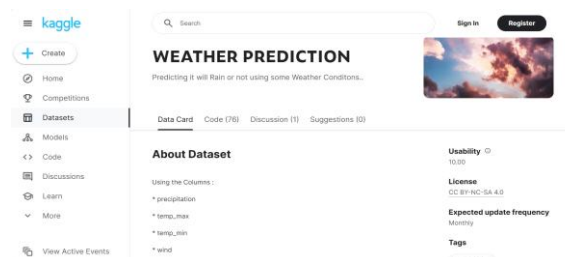 kaggle
Search
Sign In
Register
Create
Home
Competitions
Datasets
Models
Code
Discussions
Learn
More
View Active Events
WEATHER PREDICTION
Predicting it will Rain or not using some Weather Conditons..
Data Card Code (76) Discussion (1) Suggestions (0)
About Dataset
Using the Columns :
* precipitation
* temp_max
* temp_min
* wind
Usability
10.00
License
CC BY-NC-SA 4.0
Expected update frequency
Monthly
Tags